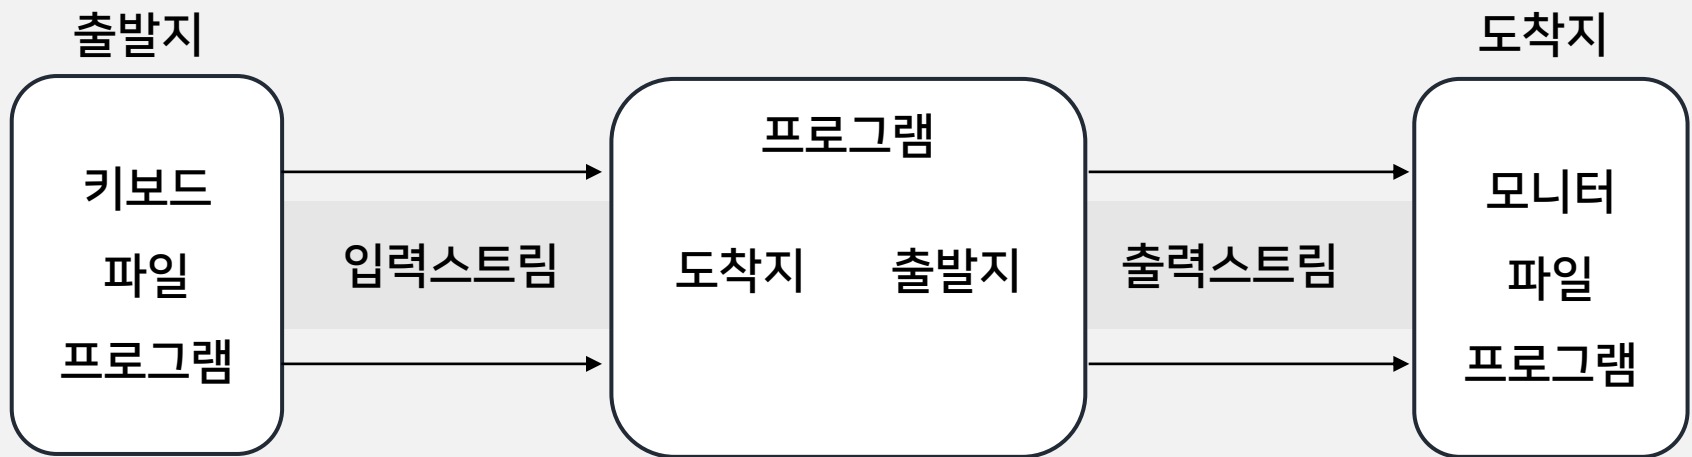 출발지
도착지
키보드
파일
프로그램
입력스트림
프로그램
도착지 출발지
출력스트림
모니터
파일
프로그램